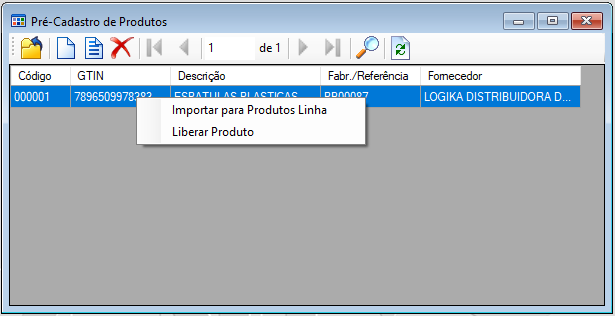 Pré-Cadastro de Produtos
1 de 1
Código GTIN Descrição Fabr./Referência Fornecedor
000001 7896509978383 ESPATULAS PLASTICAS LOGIKA DISTRIBUIDORA D...
Importar para Produtos Linha
Liberar Produto